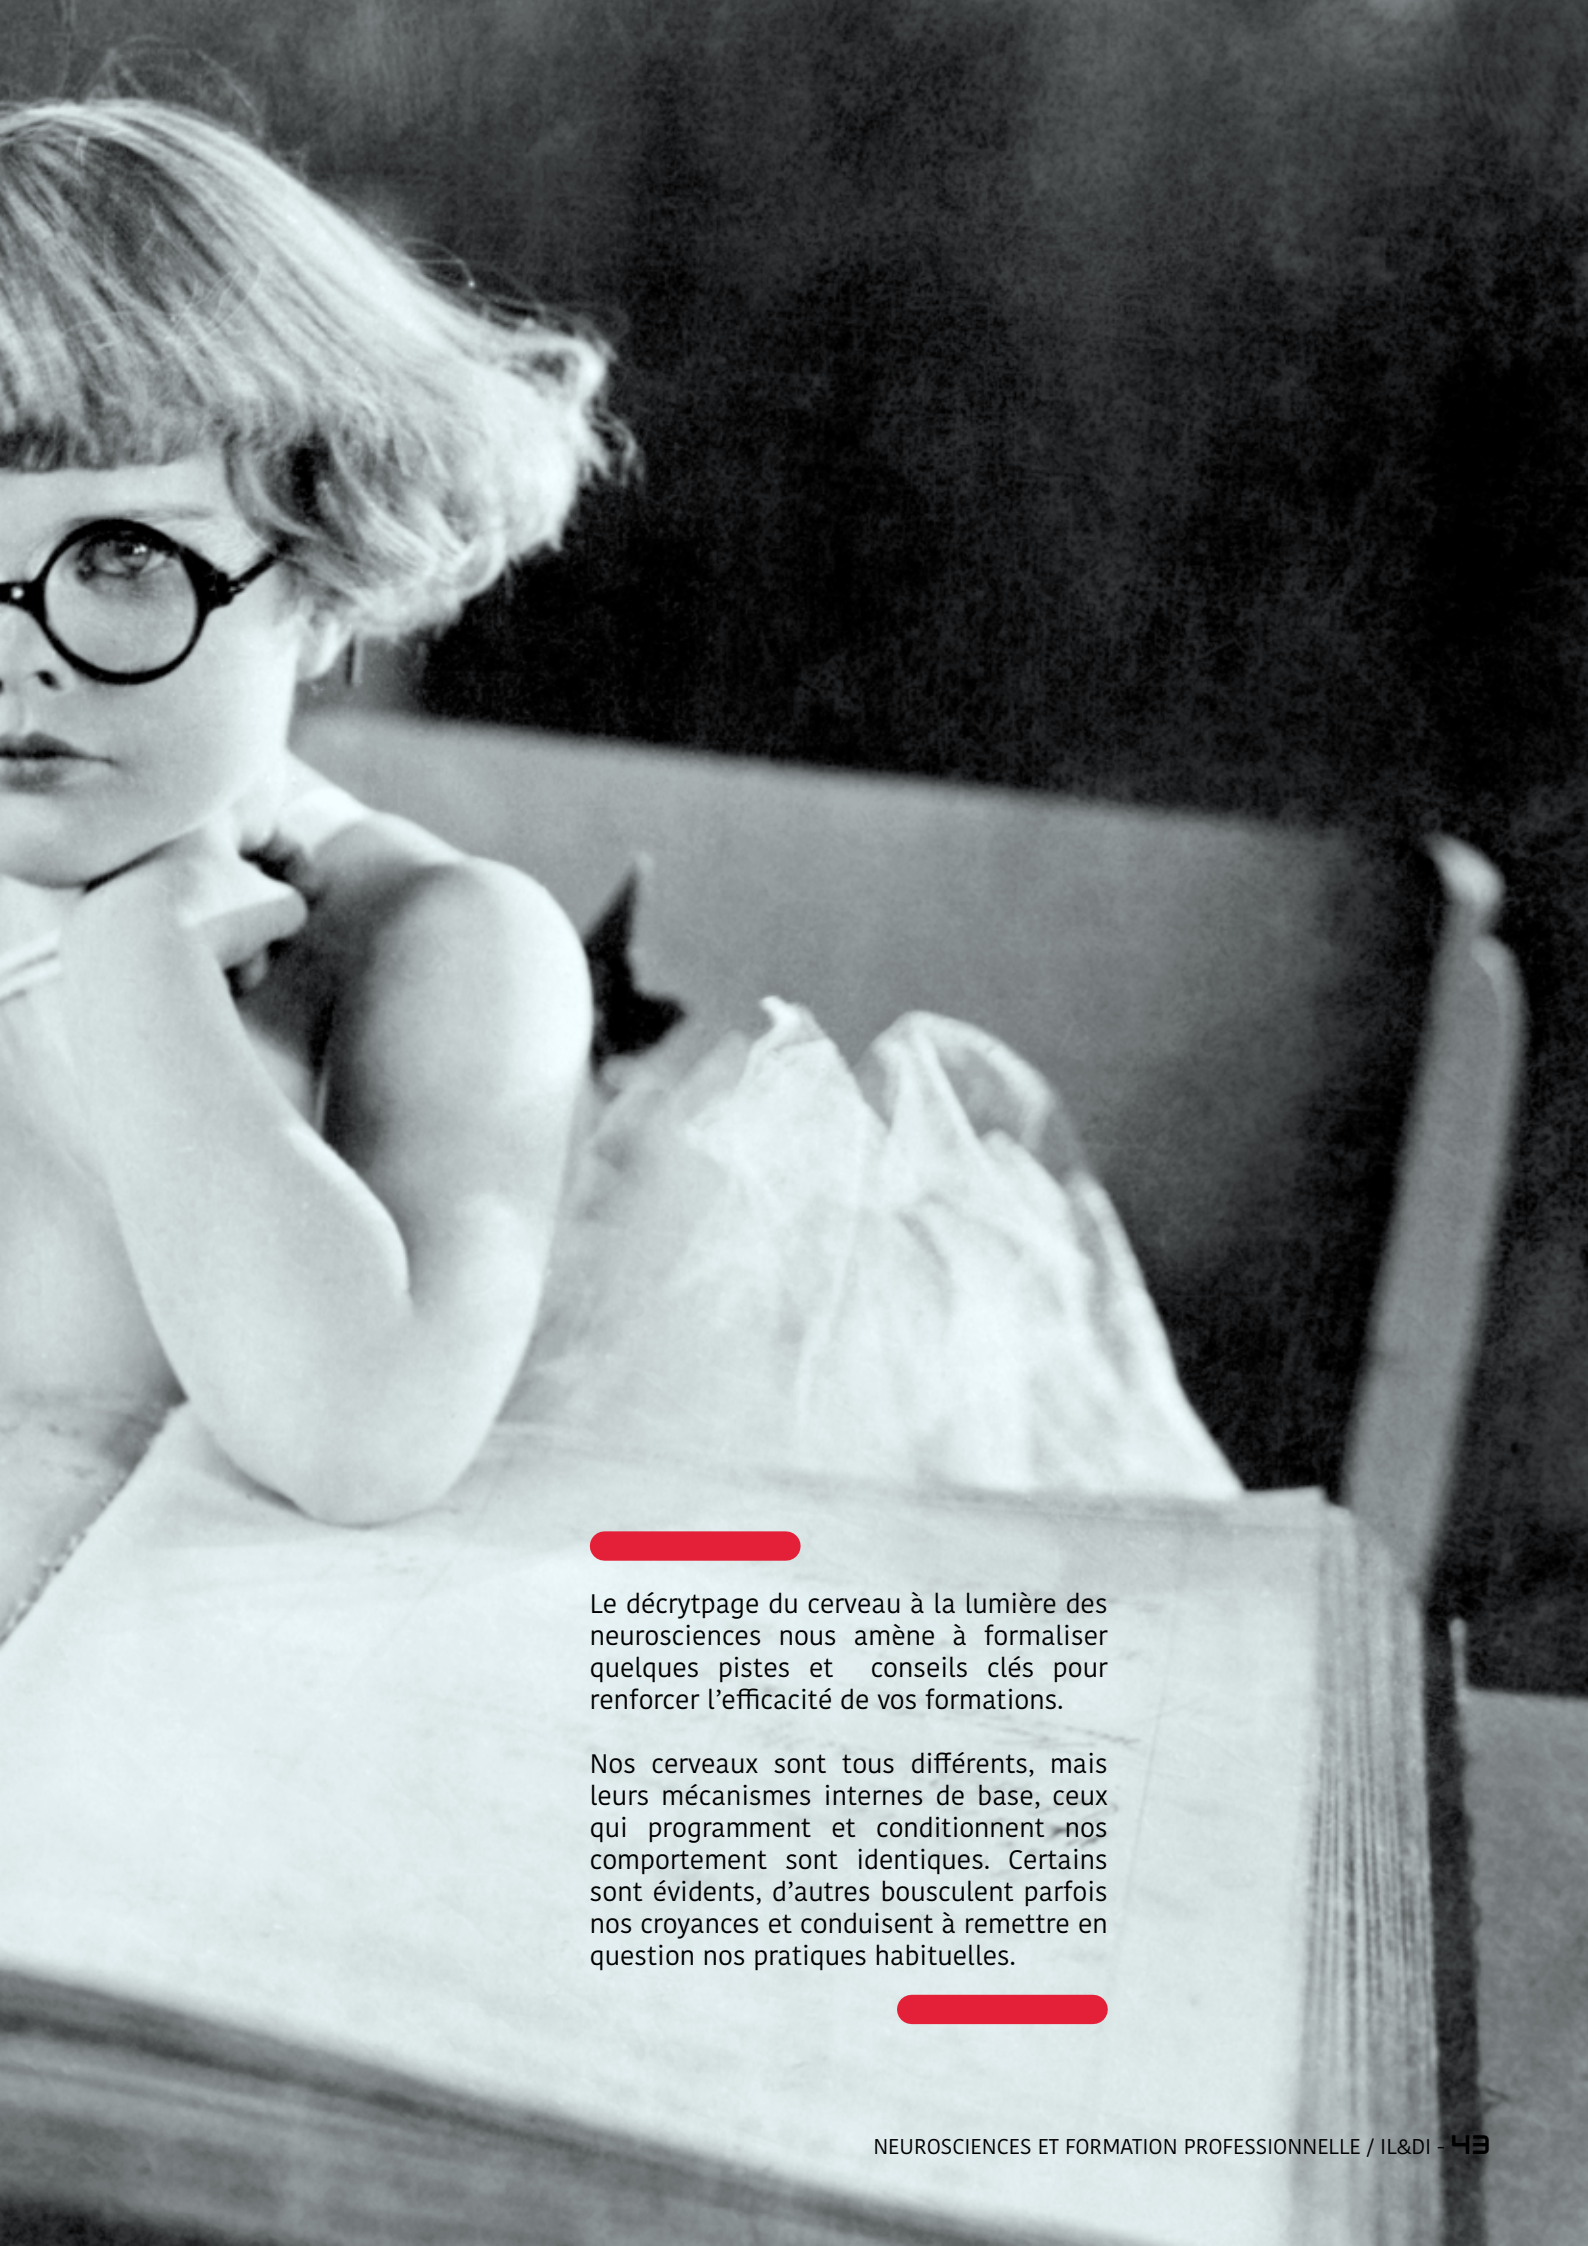 Le décrytpage du cerveau à la lumière des
neurosciences nous amène à formaliser
quelques pistes et conseils clés pour
renforcer l’efficacité de vos formations.
Nos cerveaux sont tous différents, mais
leurs mécanismes internes de base, ceux
qui programment et conditionnent nos
comportement sont identiques. Certains
sont évidents, d’autres bousculent parfois
nos croyances et conduisent à remettre en
question nos pratiques habituelles.
NEUROSCIENCES ET FORMATION PROFESSIONNELLE / IL&DI - 43